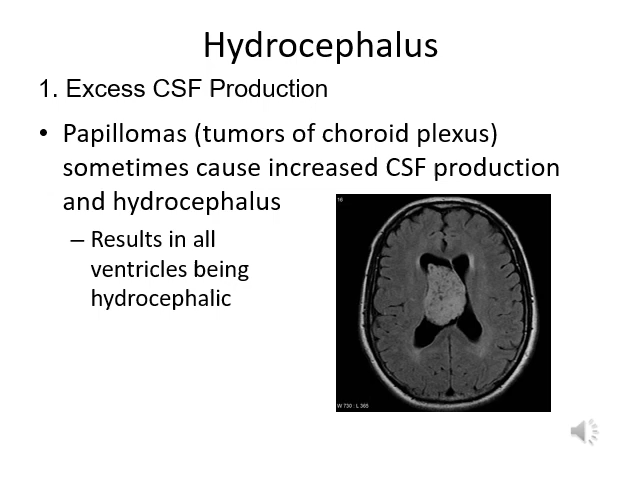 Hydrocephalus
1. Excess CSF Production
• Papillomas (tumors of choroid plexus)
sometimes cause increased CSF production
and hydrocephalus
– Results in all
ventricles being
hydrocephalic
16
W 730 : L 365